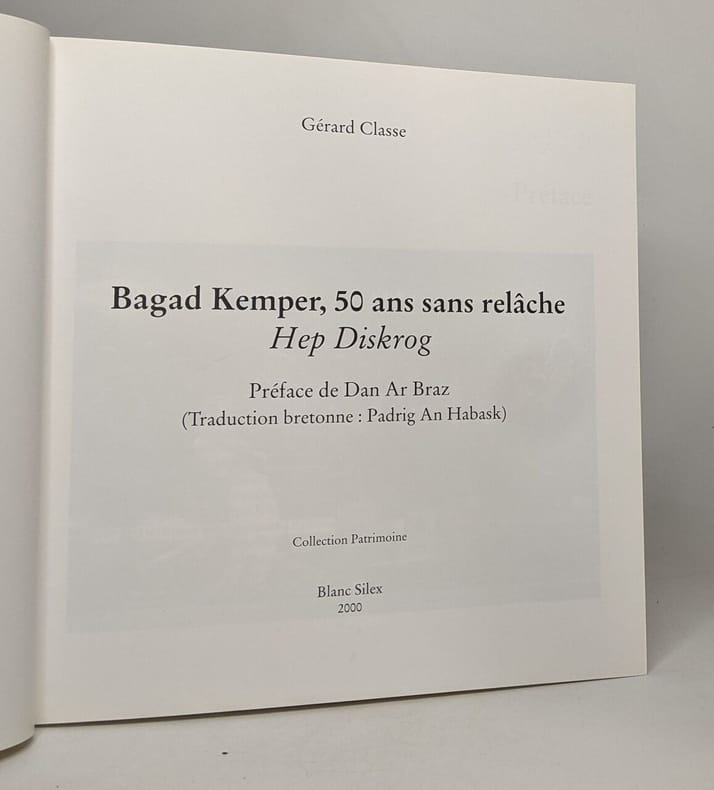 Gérard Classe
Préface
Bagad Kemper, 50 ans sans relâche
Hep Diskrog
Préface de Dan Ar Braz
(Traduction bretonne : Padrig An Habask)
Collection Patrimoine
Blanc Silex
2000